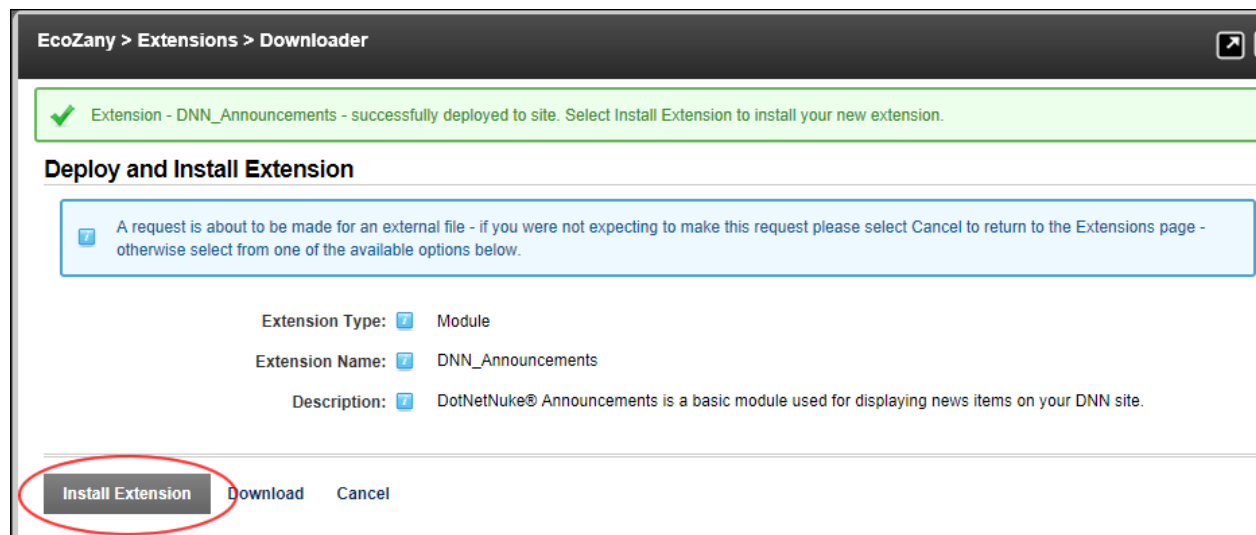 EcoZany > Extensions > Downloader
Extension - DNN_Announcements - successfully deployed to site. Select Install Extension to install your new extension.
Deploy and Install Extension
A request is about to be made for an external file - if you were not expecting to make this request please select Cancel to return to the Extensions page -
otherwise select from one of the available options below.
Extension Type: Module
Extension Name: DNN_Announcements
Description: DotNetNuke® Announcements is a basic module used for displaying news items on your DNN site.
Install Extension Download Cancel